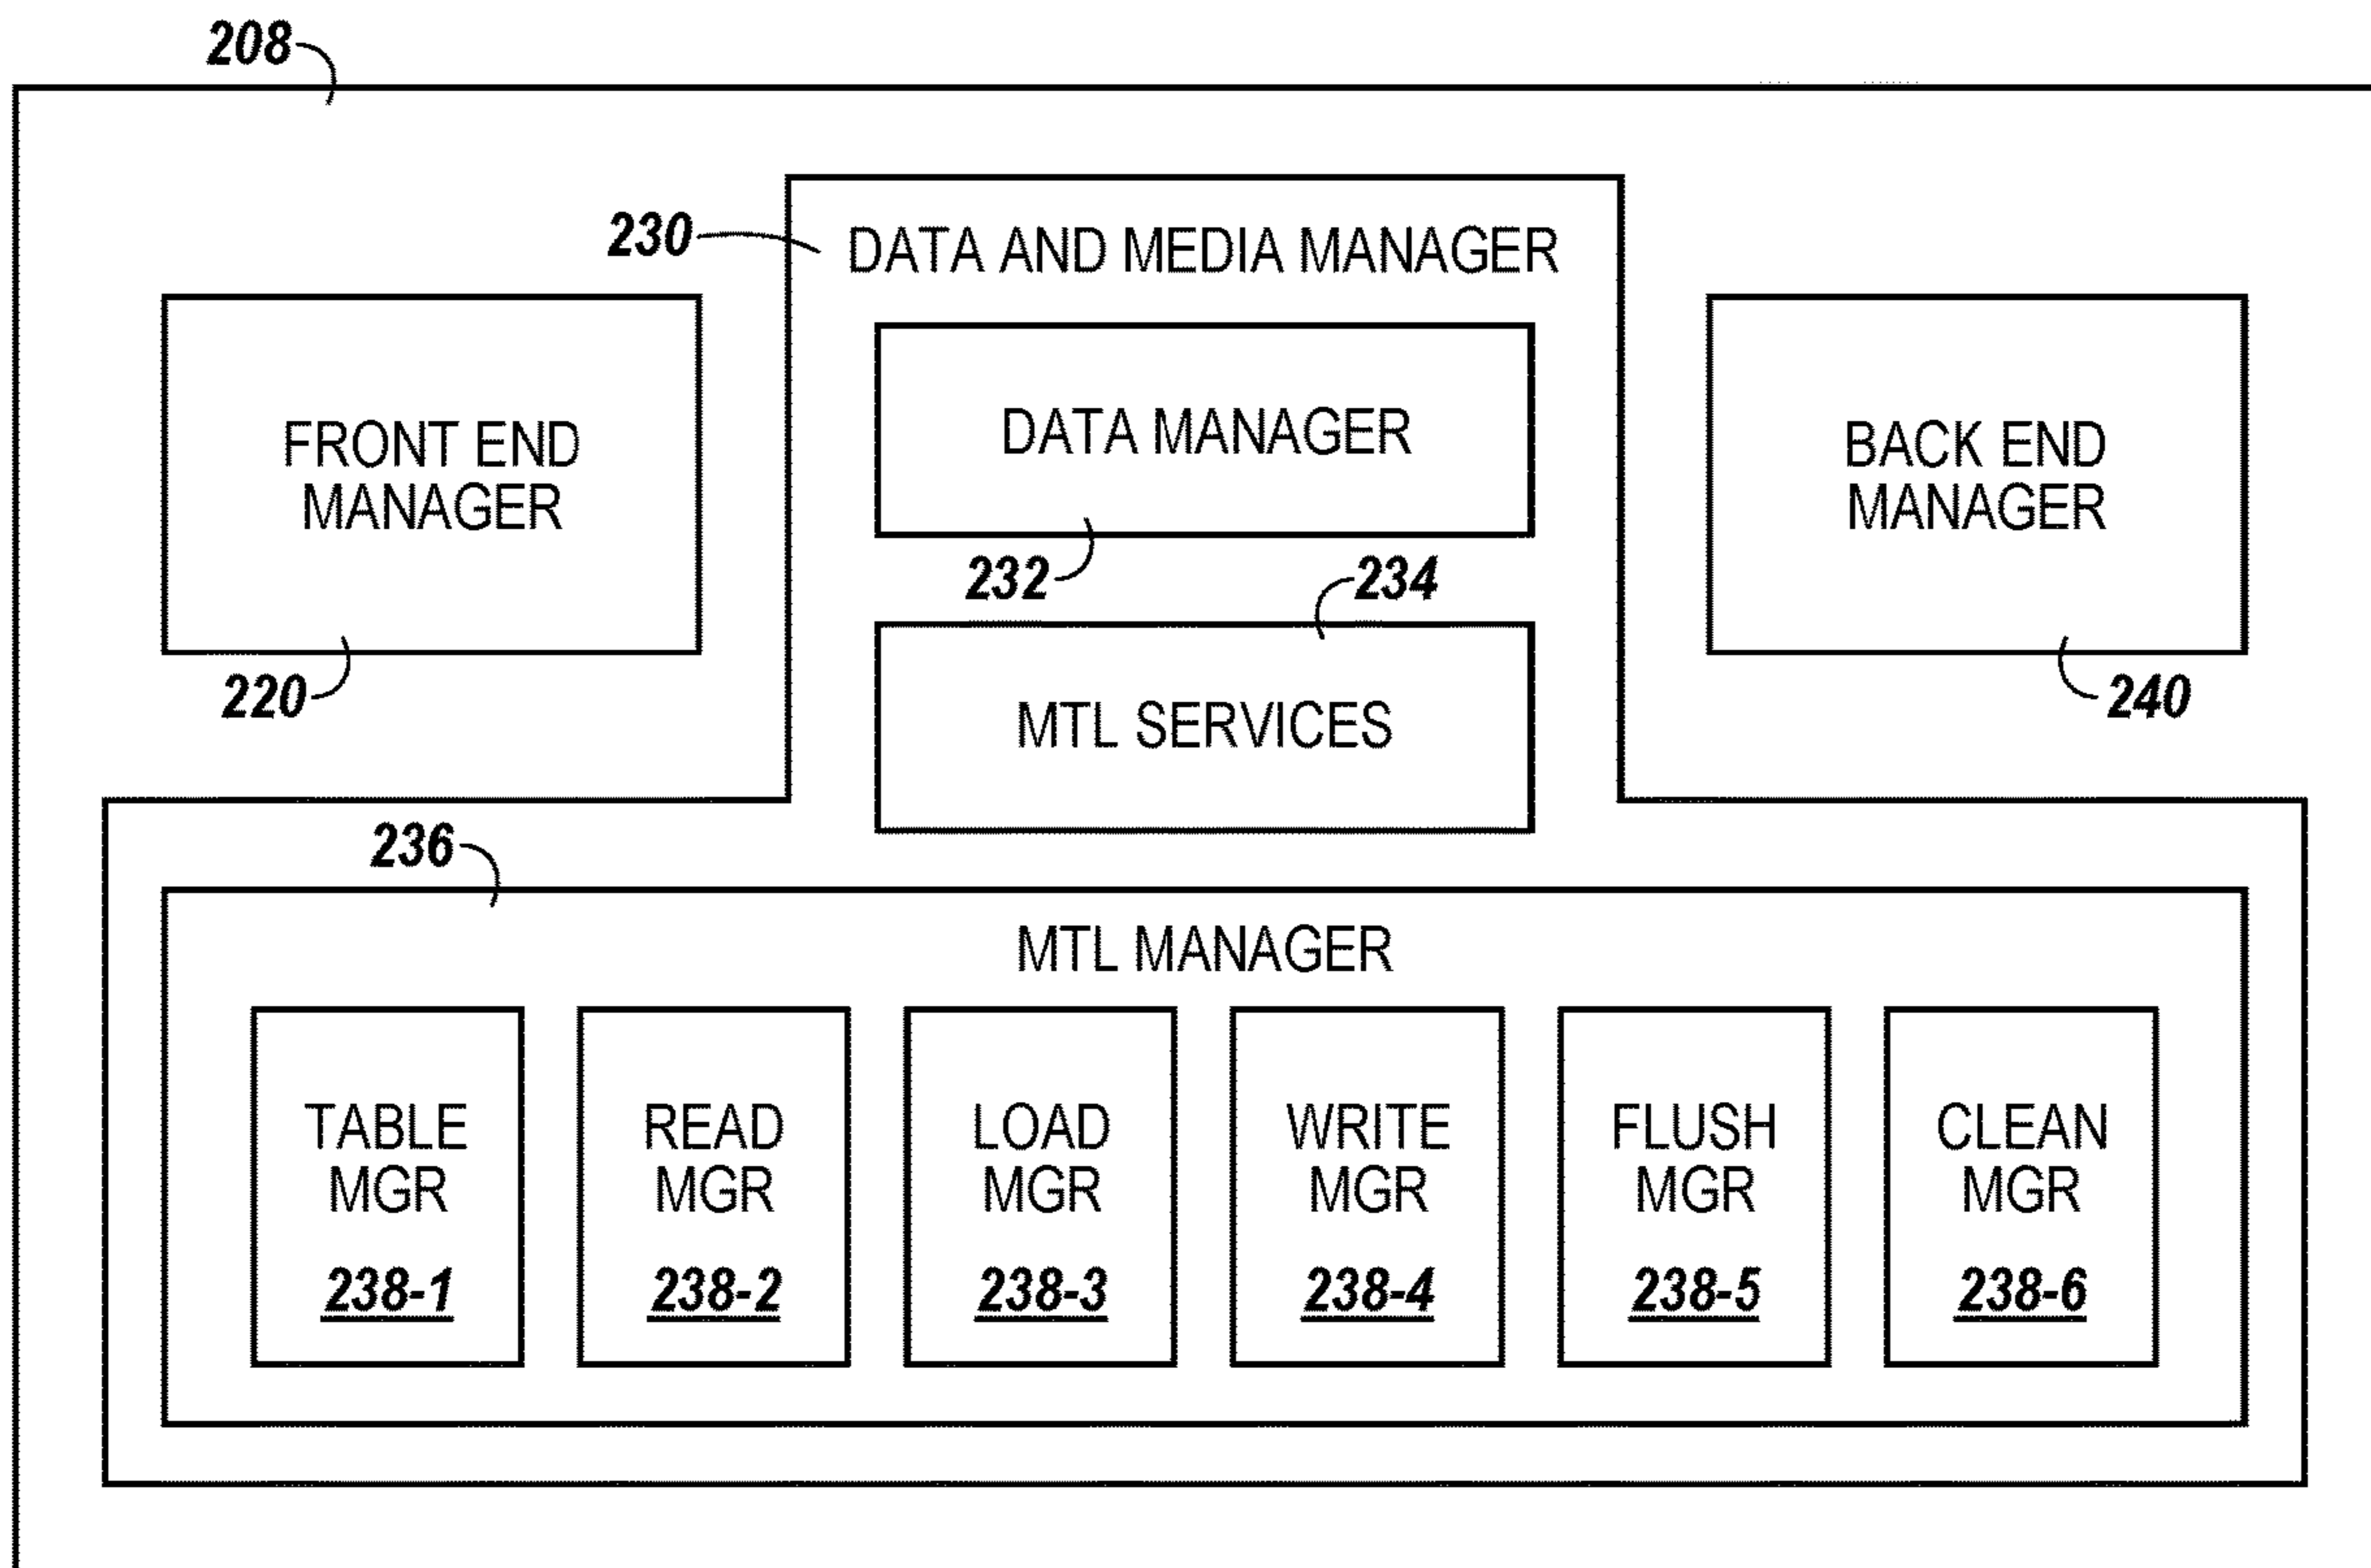 208
230
DATA AND MEDIA MANAGER
FRONT END
MANAGER
220
DATA MANAGER
232
234
MTL SERVICES
BACK END
MANAGER
240
236
MTL MANAGER
TABLE
MGR
238-1
READ
MGR
238-2
LOAD
MGR
238-3
WRITE
MGR
238-4
FLUSH
MGR
238-5
CLEAN
MGR
238-6